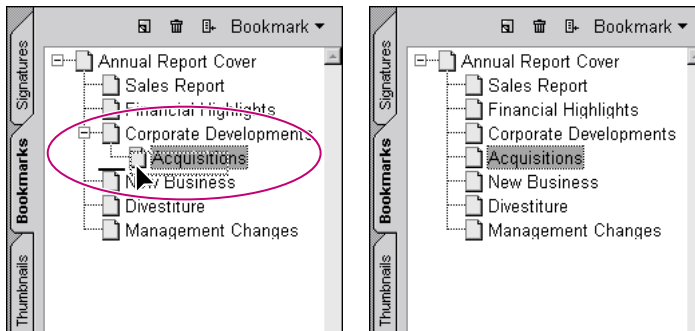 Bookmark
Signatures
Bookmarks
Thumbnails
Annual Report Cover
Sales Report
Financial Highlights
Corporate Developments
Acquisitions
New Business
Divestiture
Management Changes
Bookmark
Signatures
Bookmarks
Thumbnails
Annual Report Cover
Sales Report
Financial Highlights
Corporate Developments
Acquisitions
New Business
Divestiture
Management Changes